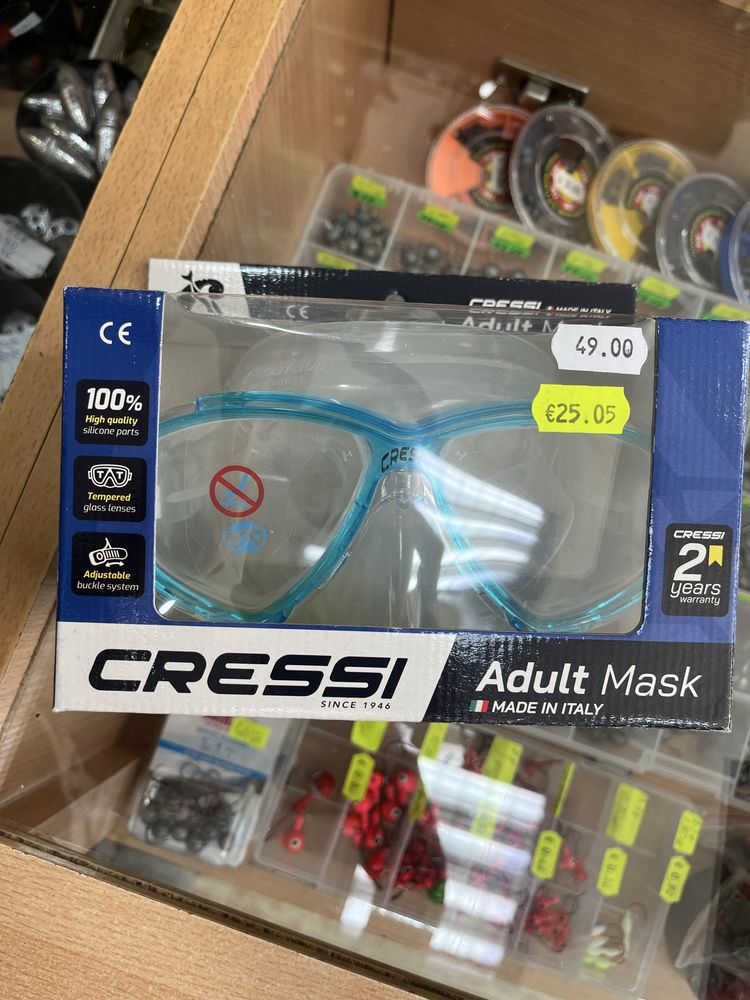 CRESSI MADE IN ITALY
Adult
CE
CE
49.00
€25.05
100%
High quality
silicone parts
CRESSI
T T
Tempered
glass lenses
Adjustable
buckle system
CRESSI
2
years
warranty
CRESSI
SINCE 1946
Adult Mask
MADE IN ITALY